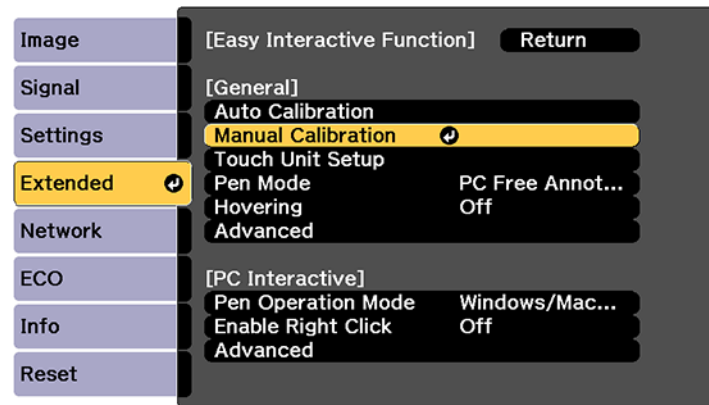 Image
Signal
Settings
Extended
Network
ECO
Info
Reset
[Easy Interactive Function] Return
[General]
Auto Calibration
Manual Calibration
Touch Unit Setup
Pen Mode PC Free Annot...
Hovering Off
Advanced
[PC Interactive]
Pen Operation Mode Windows/Mac...
Enable Right Click Off
Advanced